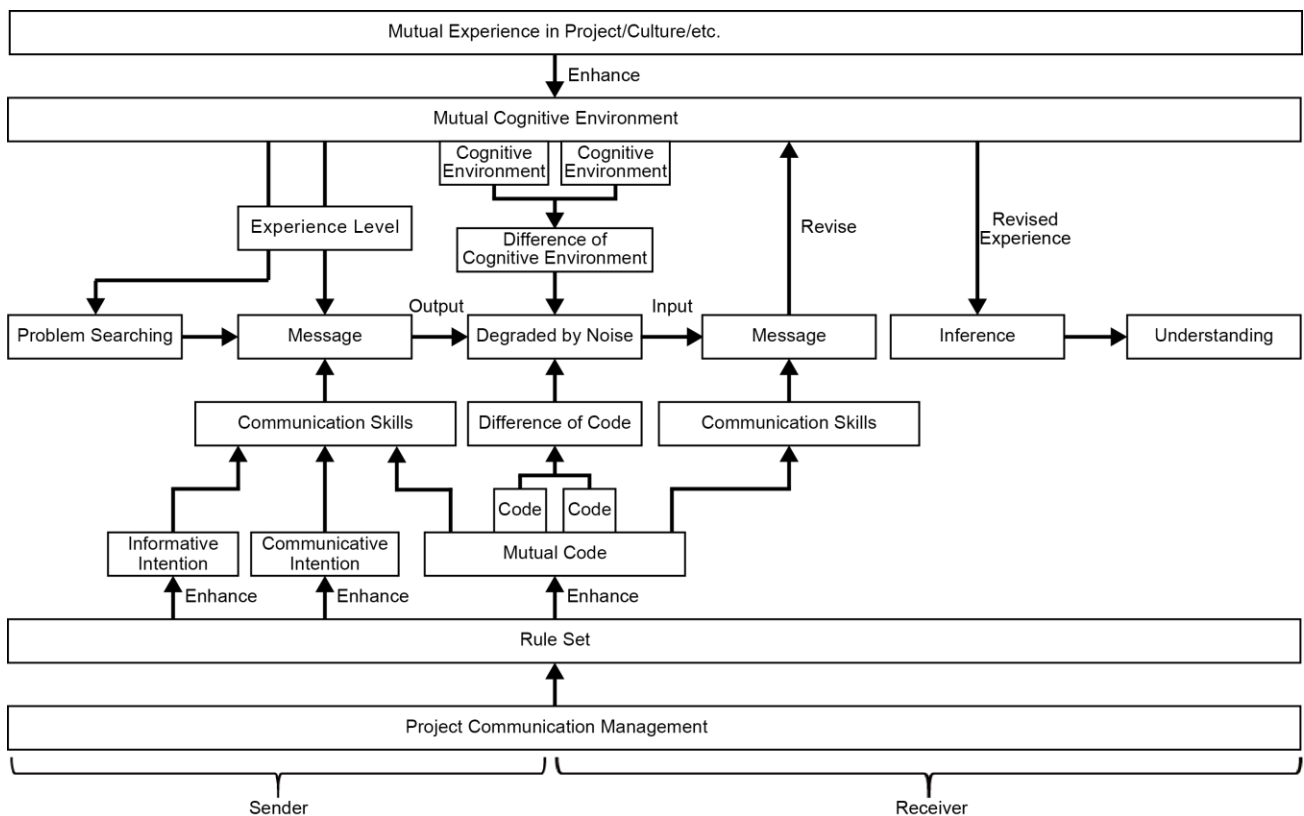 Mutual Experience in Project/Culture/etc.
Enhance
Mutual Cognitive Environment
Cognitive
Environment
Cognitive
Environment
Experience Level
Difference of
Cognitive Environment
Revise
Revised
Experience
Output
Input
Problem Searching
Message
Degraded by Noise
Message
Inference
Understanding
Communication Skills
Difference of Code
Communication Skills
Code
Code
Informative
Intention
Communicative
Intention
Mutual Code
Enhance
Enhance
Enhance
Rule Set
Project Communication Management
Sender
Receiver